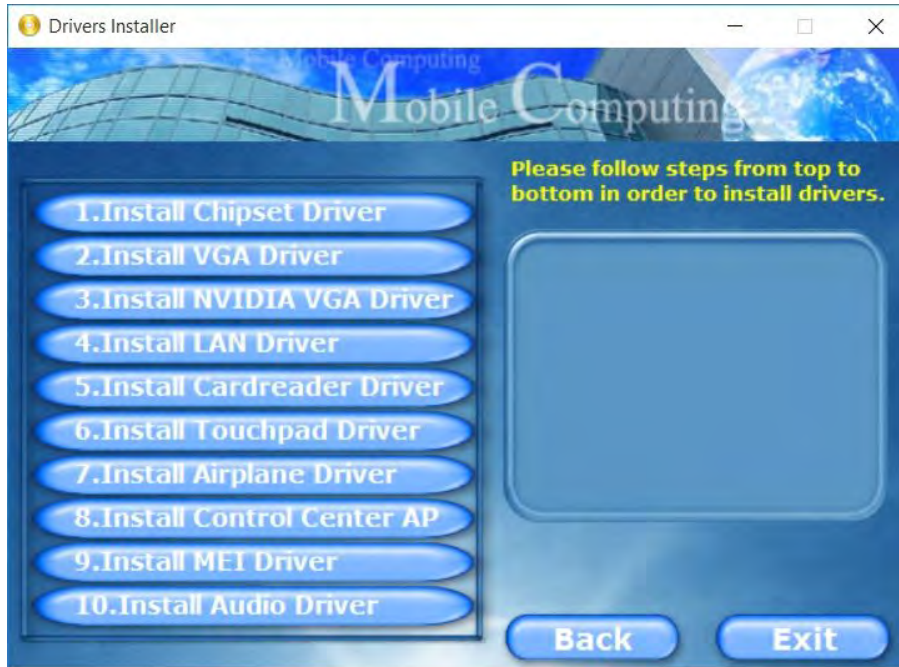 Drivers Installer
Mobile Computing
Mobile Computing
Please follow steps from top to
bottom in order to install drivers.
1.Install Chipset Driver
2.Install VGA Driver
3.Install NVIDIA VGA Driver
4.Install LAN Driver
5.Install Cardreader Driver
6.Install Touchpad Driver
7.Install Airplane Driver
8.Install Control Center AP
9.Install MEI Driver
10.Install Audio Driver
Back
Exit